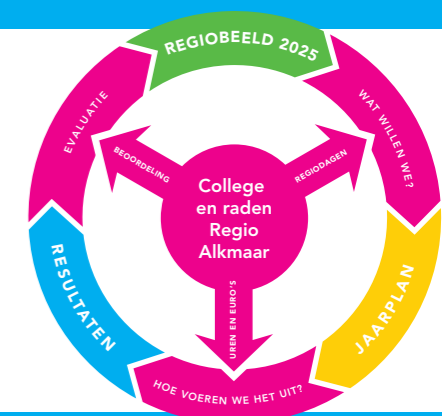 REGIOBEELD 2025
WAT WILLEN WE?
JAARPLAN
HOE VOEREN WE HET UIT?
RESULTATEN
EVALUATIE
BEOORDELING
REGIODAGEN
UREN EN EURO'S
College
en raden
Regio
Alkmaar